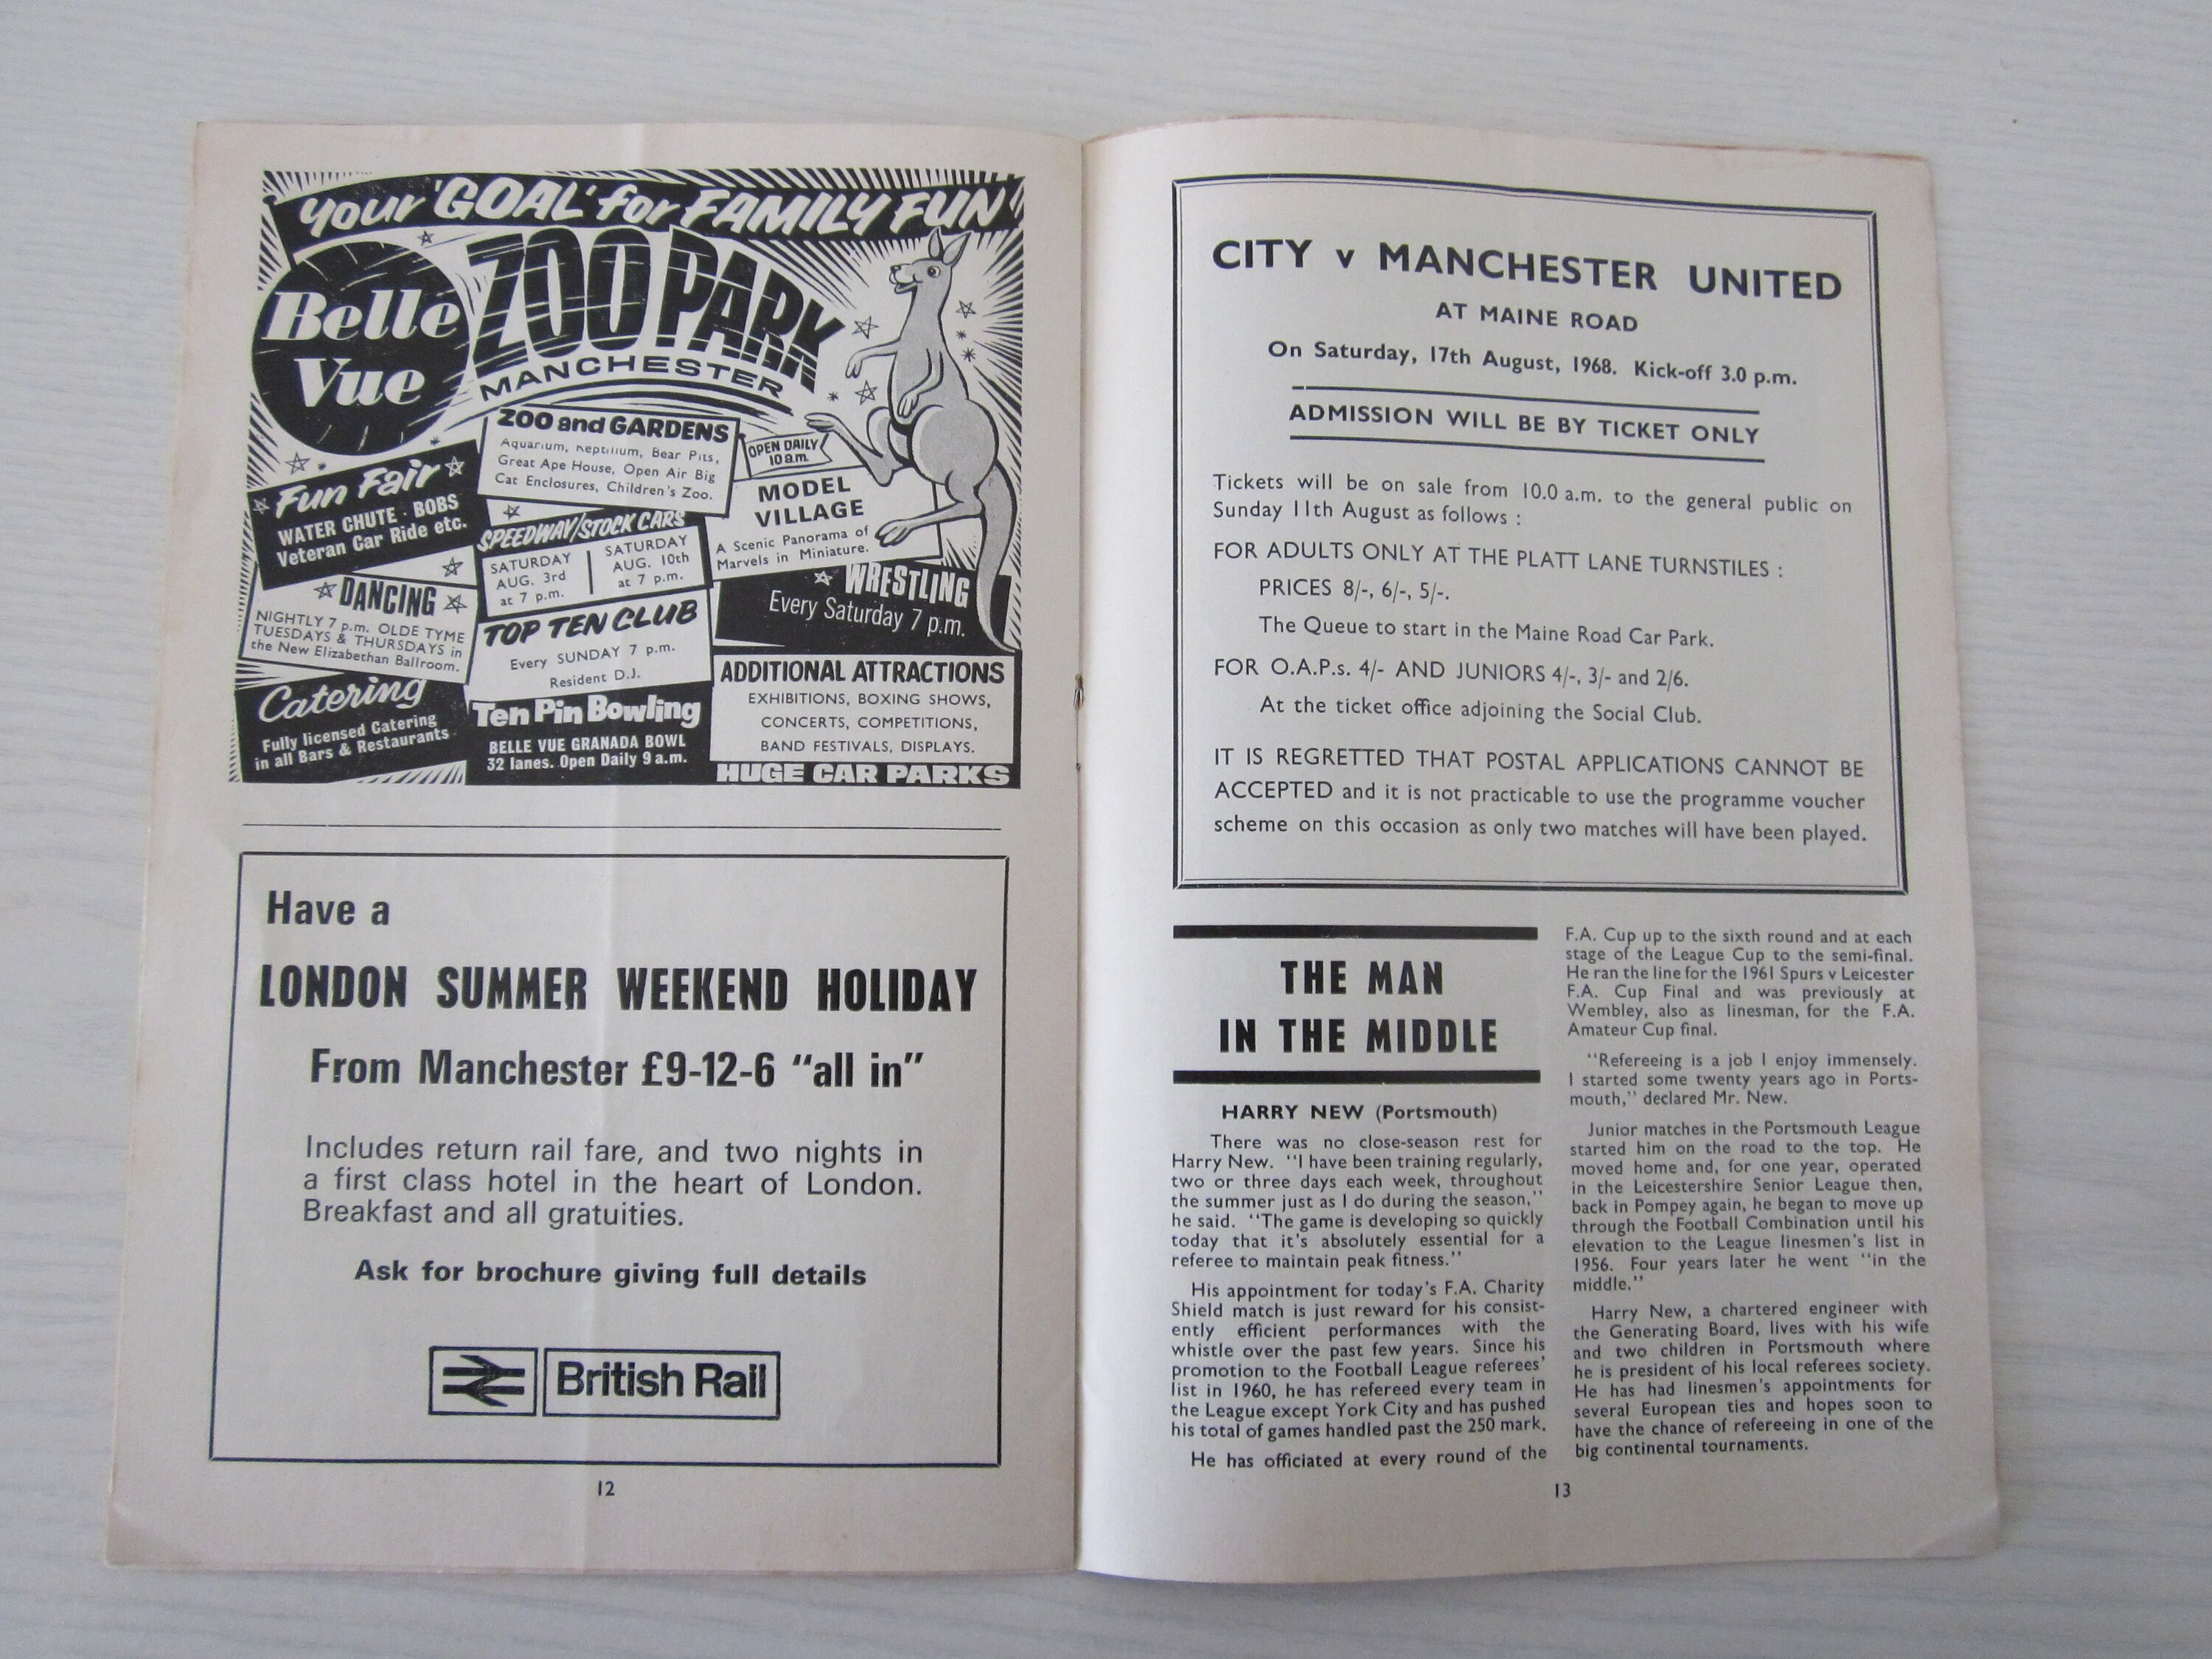 your 'GOAL' for FAMILY FUN
Belle
Vue
ZOO PARK
MANCHESTER
ZOO and GARDENS
Aquarium, Reptilium, Bear Pits,
Great Ape House, Open Air Big
Cat Enclosures, Children's Zoo.
OPEN DAILY
10 a.m.
Fun Fair
WATER CHUTE · BOBS
Veteran Car Ride etc.
MODEL
VILLAGE
A Scenic Panorama of
Marvels in Miniature.
SPEEDWAY/STOCK CARS
SATURDAY
AUG. 3rd
at 7 p.m.
SATURDAY
AUG. 10th
at 7 p.m.
WRESTLING
Every Saturday 7 p.m.
DANCING
NIGHTLY 7 p.m. OLDE TYME
TUESDAYS & THURSDAYS in
the New Elizabethan Ballroom.
TOP TEN CLUB
Every SUNDAY 7 p.m.
Resident D.J.
Catering
Fully licensed Catering
in all Bars & Restaurants
Ten Pin Bowling
BELLE VUE GRANADA BOWL
32 lanes. Open Daily 9 a.m.
ADDITIONAL ATTRACTIONS
EXHIBITIONS, BOXING SHOWS,
CONCERTS, COMPETITIONS,
BAND FESTIVALS, DISPLAYS.
HUGE CAR PARKS
Have a
LONDON SUMMER WEEKEND HOLIDAY
From Manchester £9-12-6 "all in"
Includes return rail fare, and two nights in
a first class hotel in the heart of London.
Breakfast and all gratuities.
Ask for brochure giving full details
British Rail
12
CITY v MANCHESTER UNITED
AT MAINE ROAD
On Saturday, 17th August, 1968. Kick-off 3.0 p.m.
ADMISSION WILL BE BY TICKET ONLY
Tickets will be on sale from 10.0 a.m. to the general public on
Sunday 11th August as follows :
FOR ADULTS ONLY AT THE PLATT LANE TURNSTILES :
PRICES 8/-, 6/-, 5/-.
The Queue to start in the Maine Road Car Park.
FOR O.A.P.s. 4/- AND JUNIORS 4/-, 3/- and 2/6.
At the ticket office adjoining the Social Club.
IT IS REGRETTED THAT POSTAL APPLICATIONS CANNOT BE
ACCEPTED and it is not practicable to use the programme voucher
scheme on this occasion as only two matches will have been played.
THE MAN
IN THE MIDDLE
HARRY NEW (Portsmouth)
There was no close-season rest for
Harry New. "I have been training regularly,
two or three days each week, throughout
the summer just as I do during the season,"
he said. "The game is developing so quickly
today that it's absolutely essential for a
referee to maintain peak fitness."
His appointment for today's F.A. Charity
Shield match is just reward for his consist-
ently efficient performances with the
whistle over the past few years. Since his
promotion to the Football League referees'
list in 1960, he has refereed every team in
the League except York City and has pushed
his total of games handled past the 250 mark.
He has officiated at every round of the
F.A. Cup up to the sixth round and at each
stage of the League Cup to the semi-final.
He ran the line for the 1961 Spurs v Leicester
F.A. Cup Final and was previously at
Wembley, also as linesman, for the F.A.
Amateur Cup final.
"Refereeing is a job I enjoy immensely.
I started some twenty years ago in Ports-
mouth," declared Mr. New.
Junior matches in the Portsmouth League
started him on the road to the top. He
moved home and, for one year, operated
in the Leicestershire Senior League then,
back in Pompey again, he began to move up
through the Football Combination until his
elevation to the League linesmen's list in
1956. Four years later he went "in the
middle."
Harry New, a chartered engineer with
the Generating Board, lives with his wife
and two children in Portsmouth where
he is president of his local referees society.
He has had linesmen's appointments for
several European ties and hopes soon to
have the chance of refereeing in one of the
big continental tournaments.
13